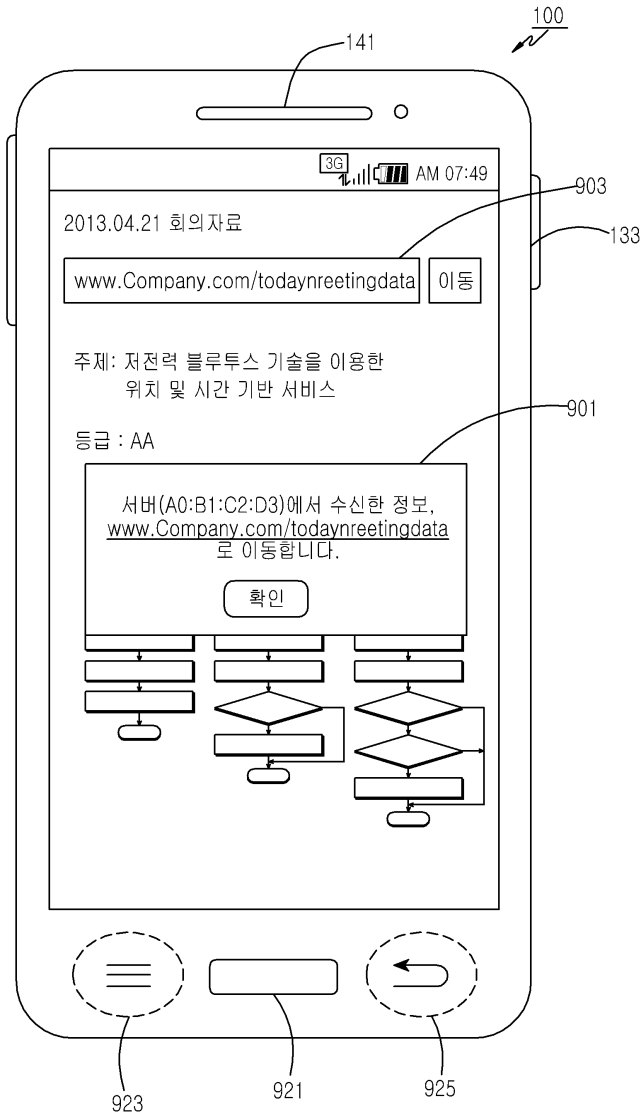 100
141
3G AM 07:49
903
2013.04.21 회의자료
133
www.Company.com/todaynreetingdata 이동
주제: 저전력 블루투스 기술을 이용한
위치 및 시간 기반 서비스
901
등급 : AA
서버(A0:B1:C2:D3)에서 수신한 정보,
www.Company.com/todaynreetingdata
로 이동합니다.
확인
923
921
925